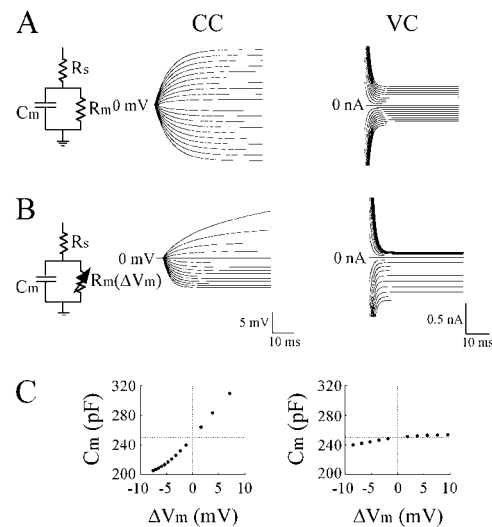 A
CC
VC
Rs
Cm
Rm
0 mV
0 nA
B
Rs
Cm
Rm(ΔVm)
0 mV
0 nA
5 mV
10 ms
0.5 nA
10 ms
C
Cm (pF)
320
280
240
200
-10 -5 0 5 10
ΔVm (mV)
Cm (pF)
320
280
240
200
-10 -5 0 5 10
ΔVm (mV)